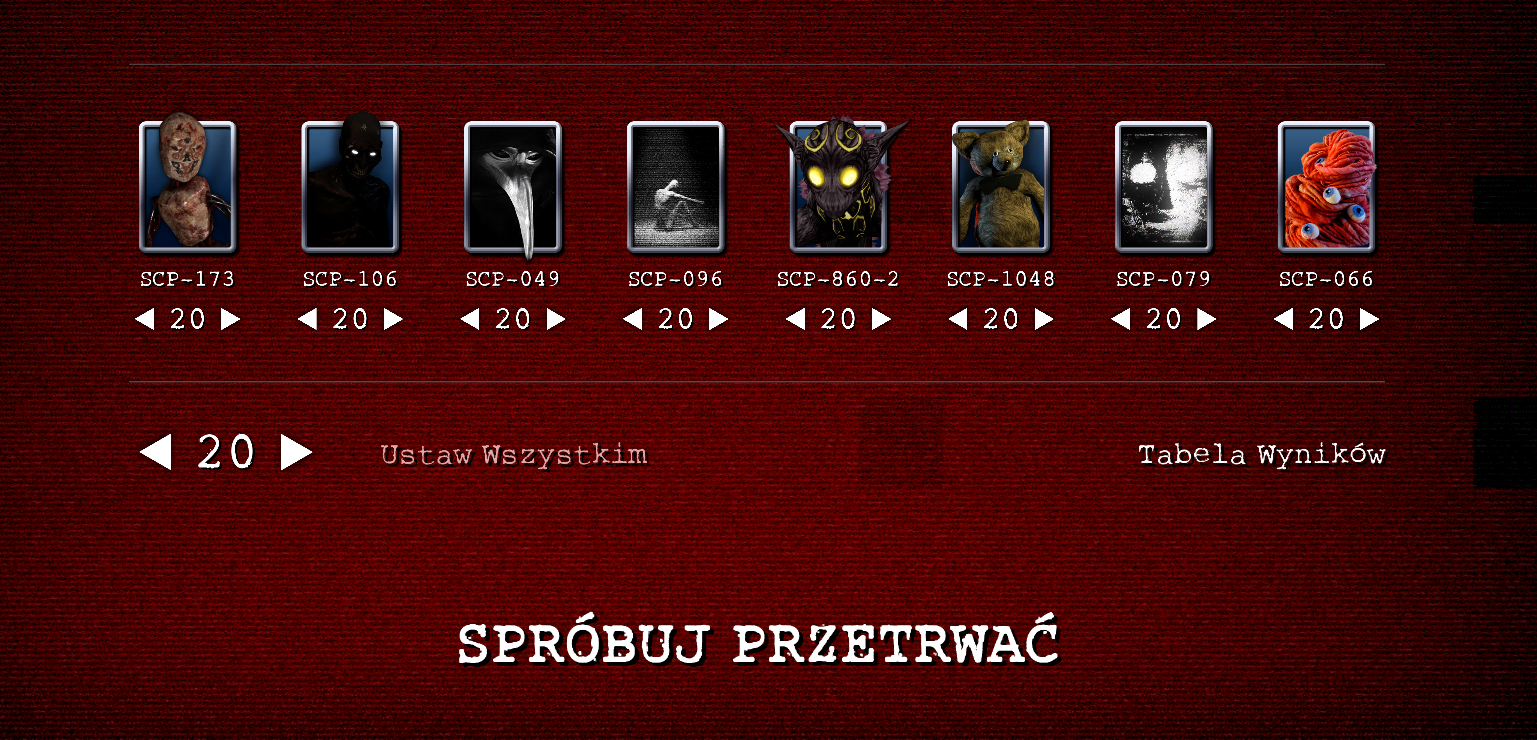 SCP-173 SCP-106 SCP-049 SCP-096 SCP-860-2 SCP-1048 SCP-079 SCP-066
20 20 20 20 20 20 20 20
20 Ustaw Wszystkim Tabela Wyników
SPRÓBUJ PRZETRWAĆ